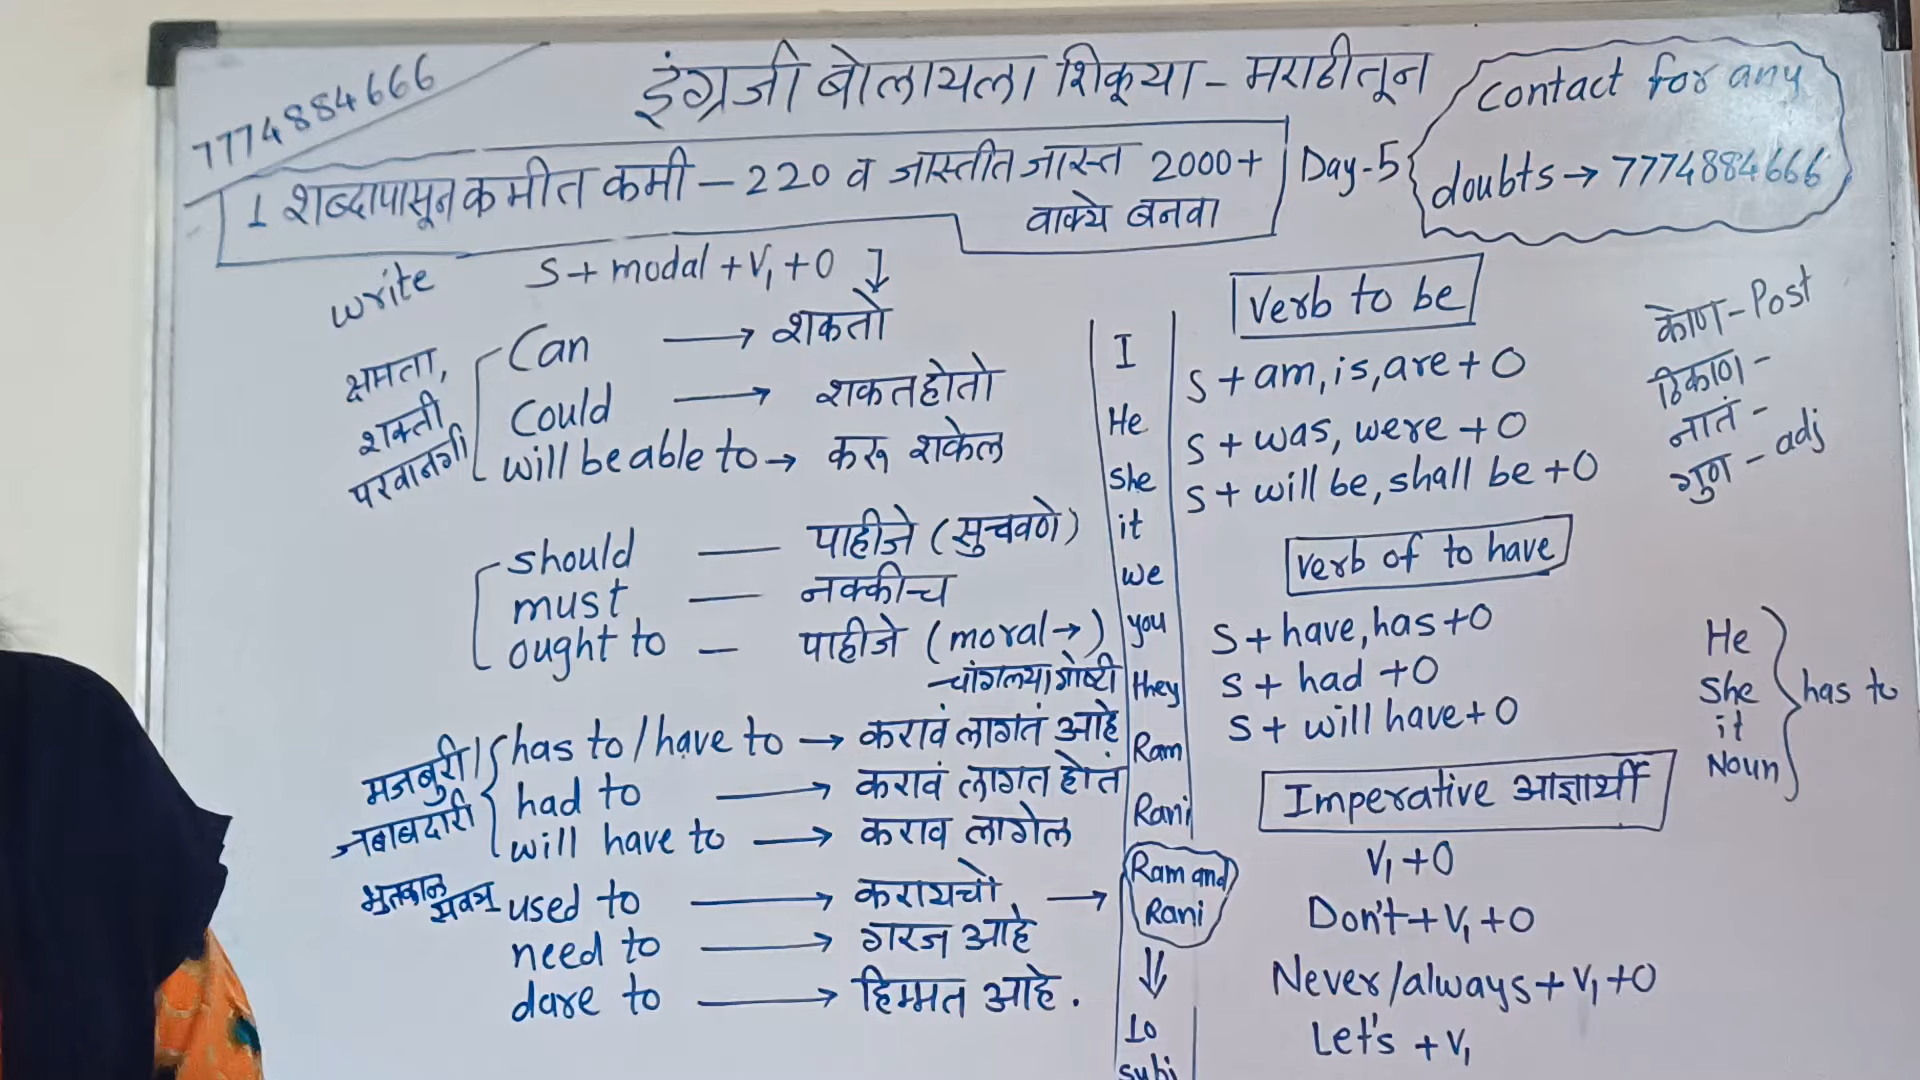 7774884666
इंग्रजी बोलायला शिकूया - मराठीतून
contact for any
doubts → 7774884666
1 शब्दापासून कमीत कमी - 220 व जास्तीत जास्त 2000+
वाक्ये बनवा
Day-5
write
S + modal + V₁ + O
क्षमता,
शक्ती
परवानगी
Can → शकतो
Could → शकत होतो
will be able to → करू शकेल
should — पाहीजे (सुचवणे)
must — नक्कीच
ought to — पाहीजे (moral →)
चांगल्या गोष्टी
मजबुरी/
जबाबदारी
has to / have to → करावं लागतं आहे
had to → करावं लागत होतं
will have to → कराव लागेल
भुतकाळ
used to → करायचो →
need to → गरज आहे
dare to → हिम्मत आहे.
I
He
She
it
we
you
they
Ram
Rani
Ram and
Rani
10
subj
Verb to be
S + am, is, are + O
S + was, were + O
S + will be, shall be + O
कोण - Post
ठिकाण -
नातं -
गुण - adj
Verb of to have
S + have, has + O
S + had + O
S + will have + O
He
She
it
Noun
has to
Imperative आज्ञार्थी
V₁ + O
Don't + V₁ + O
Never/always + V₁ + O
Let's + V₁